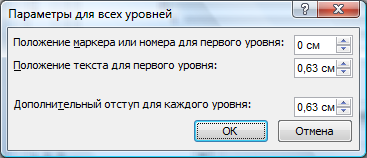 Параметры для всех уровней
Положение маркера или номера для первого уровня: 0 см
Положение текста для первого уровня: 0,63 см
Дополнительный отступ для каждого уровня: 0,63 см
ОК Отмена